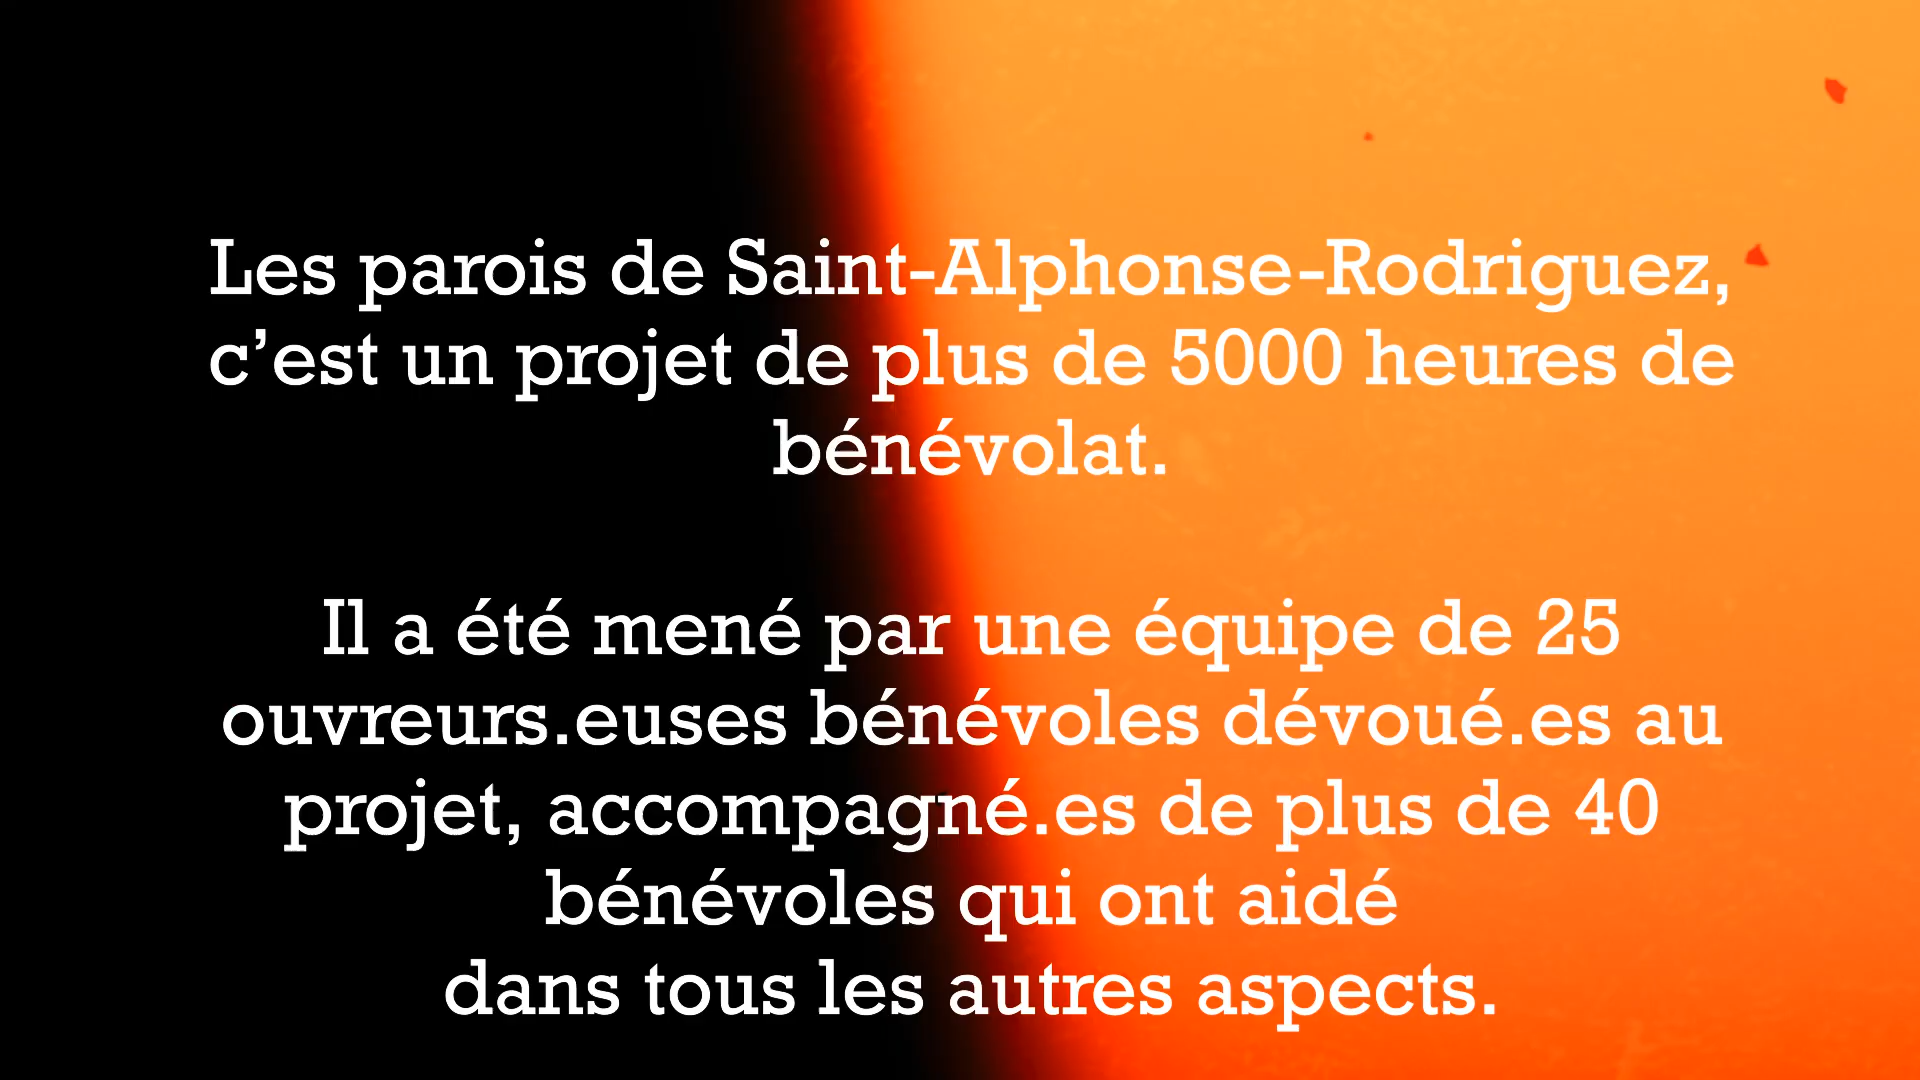 Les parois de Saint-Alphonse-Rodriguez,
c’est un projet de plus de 5000 heures de
bénévolat.
Il a été mené par une équipe de 25
ouvreurs.euses bénévoles dévoué.es au
projet, accompagné.es de plus de 40
bénévoles qui ont aidé
dans tous les autres aspects.